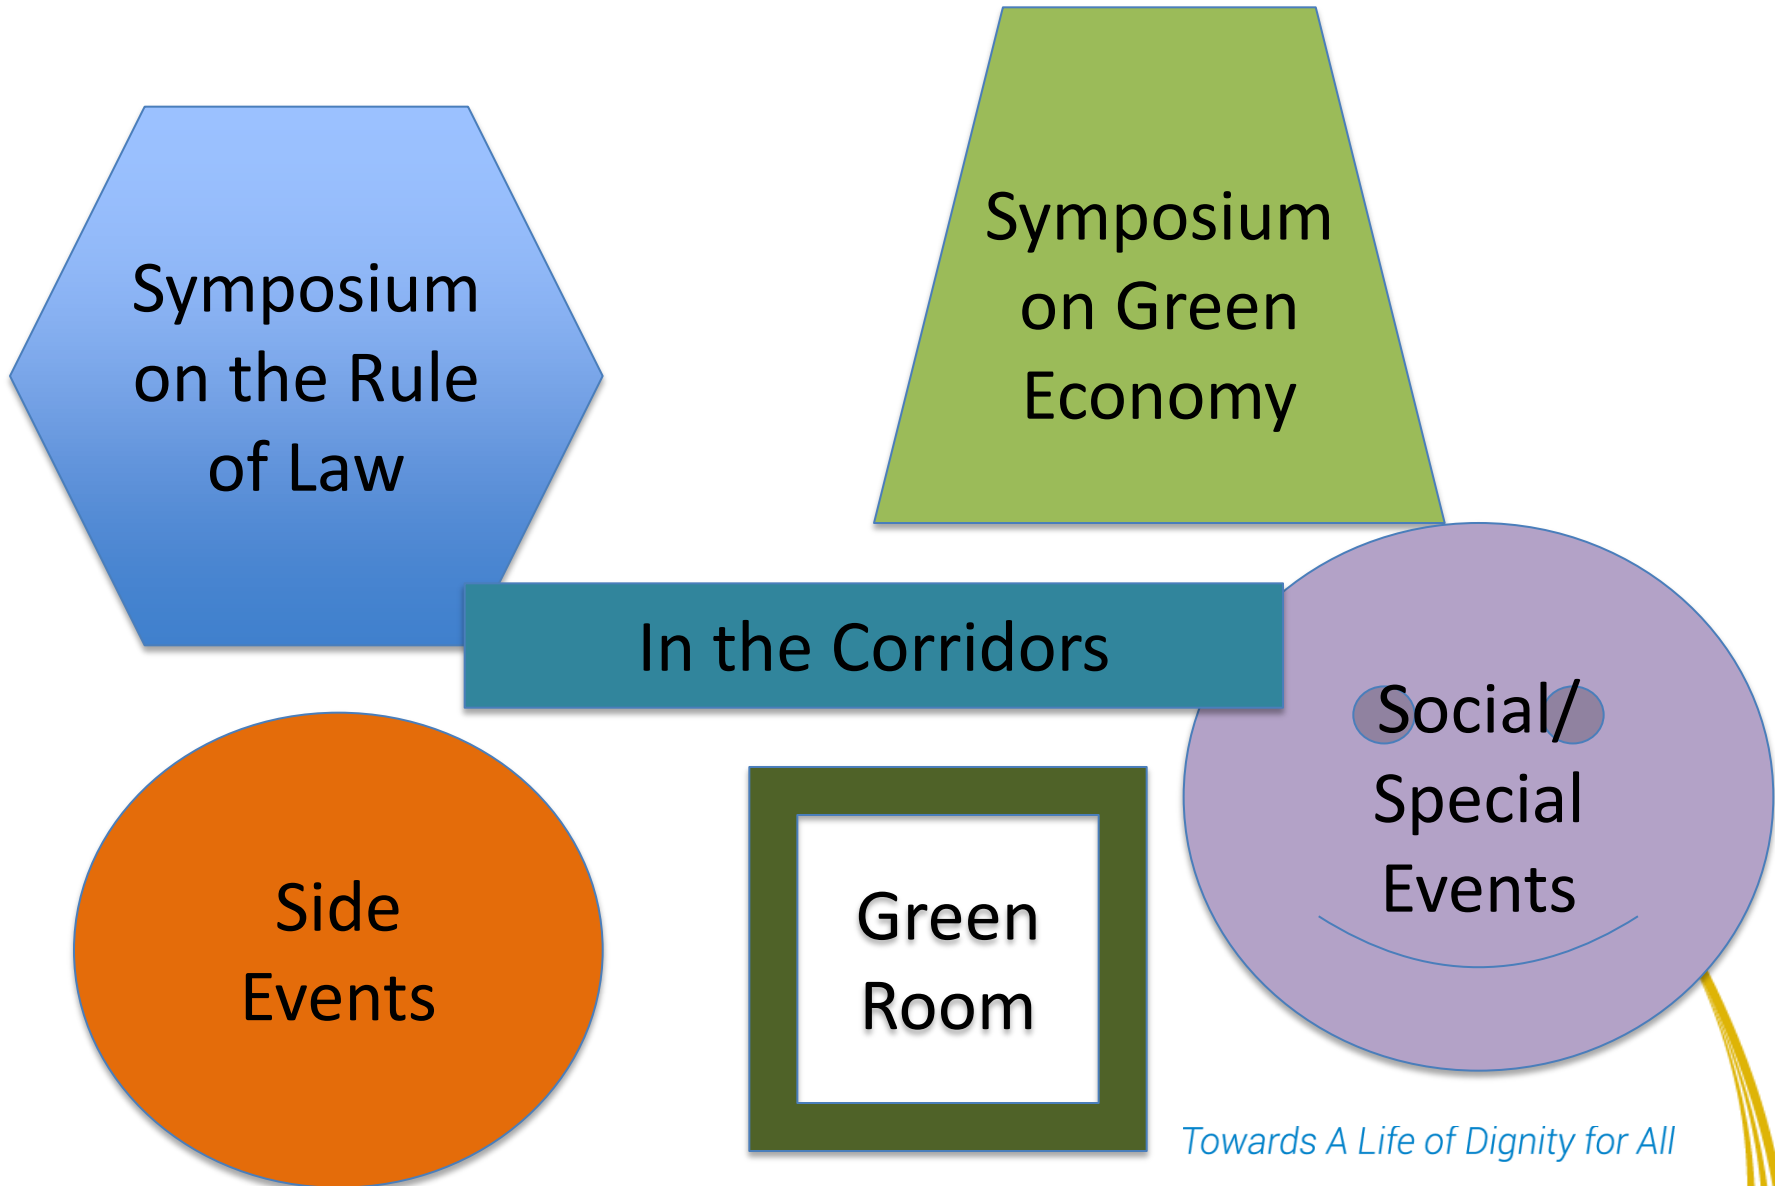 Symposium
on the Rule
of Law
Symposium
on Green
Economy
In the Corridors
Social/
Special
Events
Side
Events
Green
Room
Towards A Life of Dignity for All